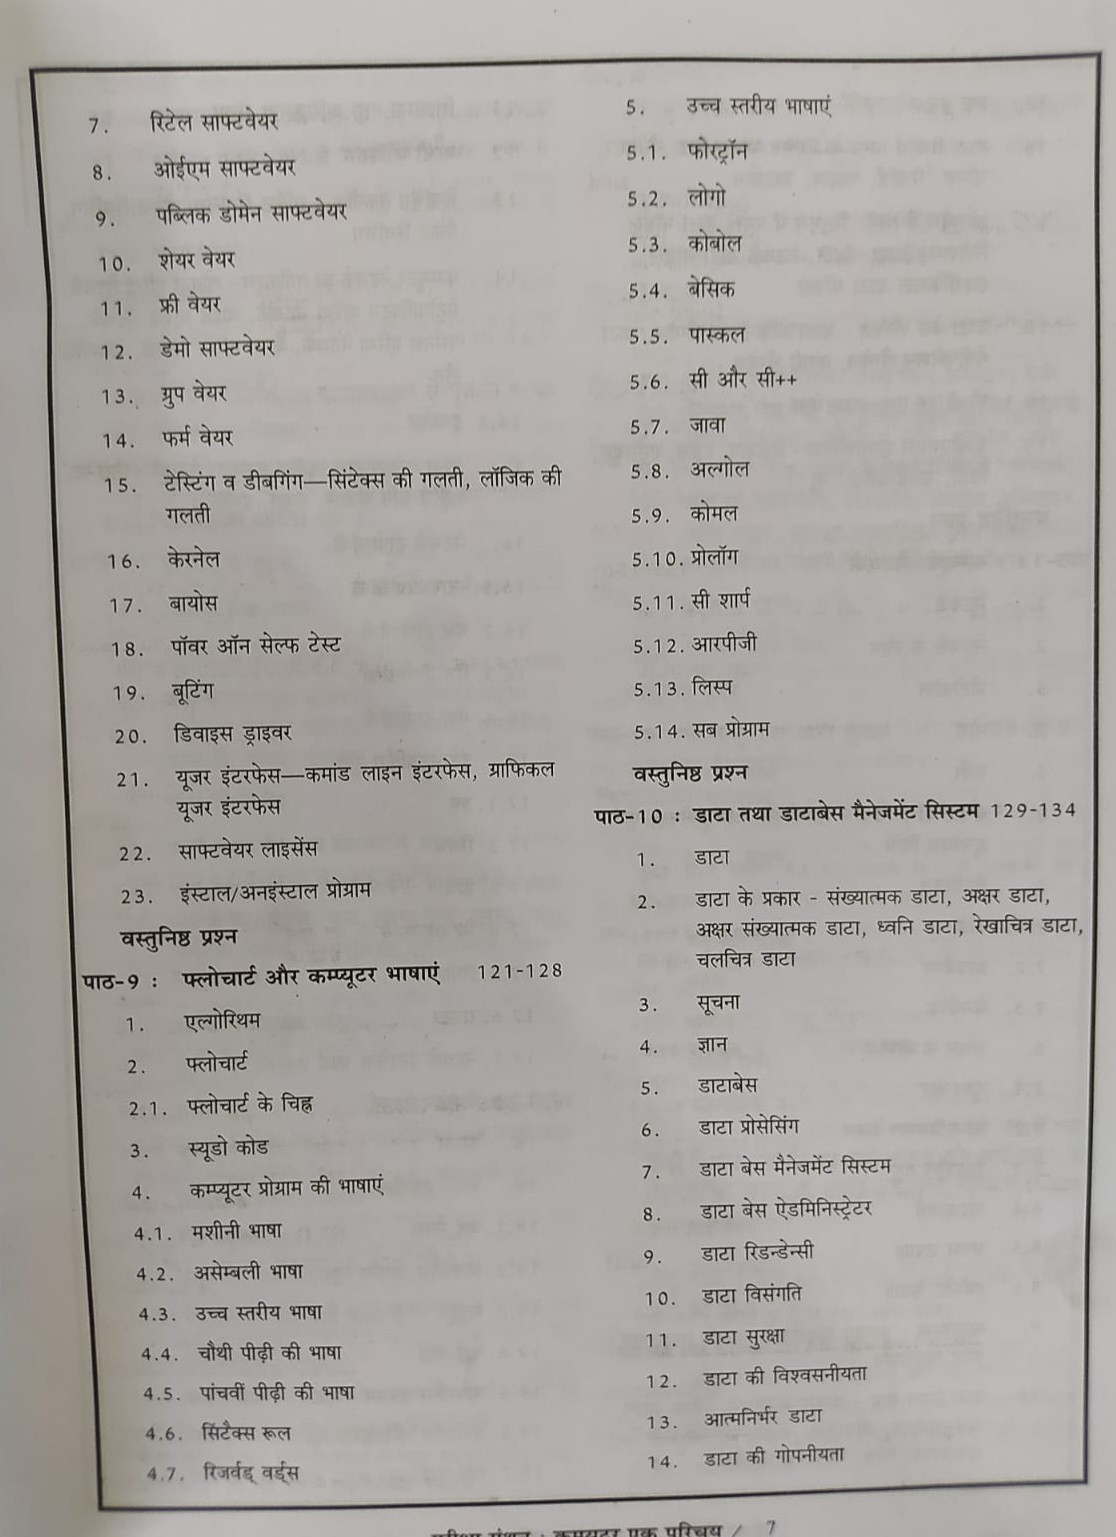 7. रिटेल साफ्टवेयर
8. ओईएम साफ्टवेयर
9. पब्लिक डोमेन साफ्टवेयर
10. शेयर वेयर
11. फ्री वेयर
12. डेमो साफ्टवेयर
13. ग्रुप वेयर
14. फर्म वेयर
15. टेस्टिंग व डीबगिंग—सिंटेक्स की गलती, लॉजिक की
गलती
16. केरनेल
17. बायोस
18. पॉवर ऑन सेल्फ टेस्ट
19. बूटिंग
20. डिवाइस ड्राइवर
21. यूजर इंटरफेस—कमांड लाइन इंटरफेस, ग्राफिकल
यूजर इंटरफेस
22. साफ्टवेयर लाइसेंस
23. इंस्टाल/अनइंस्टाल प्रोग्राम
वस्तुनिष्ठ प्रश्न
पाठ-9 : फ्लोचार्ट और कम्प्यूटर भाषाएं 121-128
1. एल्गोरिथम
2. फ्लोचार्ट
2.1. फ्लोचार्ट के चिह्न
3. स्यूडो कोड
4. कम्प्यूटर प्रोग्राम की भाषाएं
4.1. मशीनी भाषा
4.2. असेम्बली भाषा
4.3. उच्च स्तरीय भाषा
4.4. चौथी पीढ़ी की भाषा
4.5. पांचवीं पीढ़ी की भाषा
4.6. सिंटैक्स रूल
4.7. रिजर्वड् वर्ड्स
5. उच्च स्तरीय भाषाएं
5.1. फोरट्रॉन
5.2. लोगो
5.3. कोबोल
5.4. बेसिक
5.5. पास्कल
5.6. सी और सी++
5.7. जावा
5.8. अल्गोल
5.9. कोमल
5.10. प्रोलॉग
5.11. सी शार्प
5.12. आरपीजी
5.13. लिस्प
5.14. सब प्रोग्राम
वस्तुनिष्ठ प्रश्न
पाठ-10 : डाटा तथा डाटाबेस मैनेजमेंट सिस्टम 129-134
1. डाटा
2. डाटा के प्रकार - संख्यात्मक डाटा, अक्षर डाटा,
अक्षर संख्यात्मक डाटा, ध्वनि डाटा, रेखाचित्र डाटा,
चलचित्र डाटा
3. सूचना
4. ज्ञान
5. डाटाबेस
6. डाटा प्रोसेसिंग
7. डाटा बेस मैनेजमेंट सिस्टम
8. डाटा बेस ऐडमिनिस्ट्रेटर
9. डाटा रिडन्डेन्सी
10. डाटा विसंगति
11. डाटा सुरक्षा
12. डाटा की विश्वसनीयता
13. आत्मनिर्भर डाटा
14. डाटा की गोपनीयता
: कम्प्यूटर एक परिचय / 7